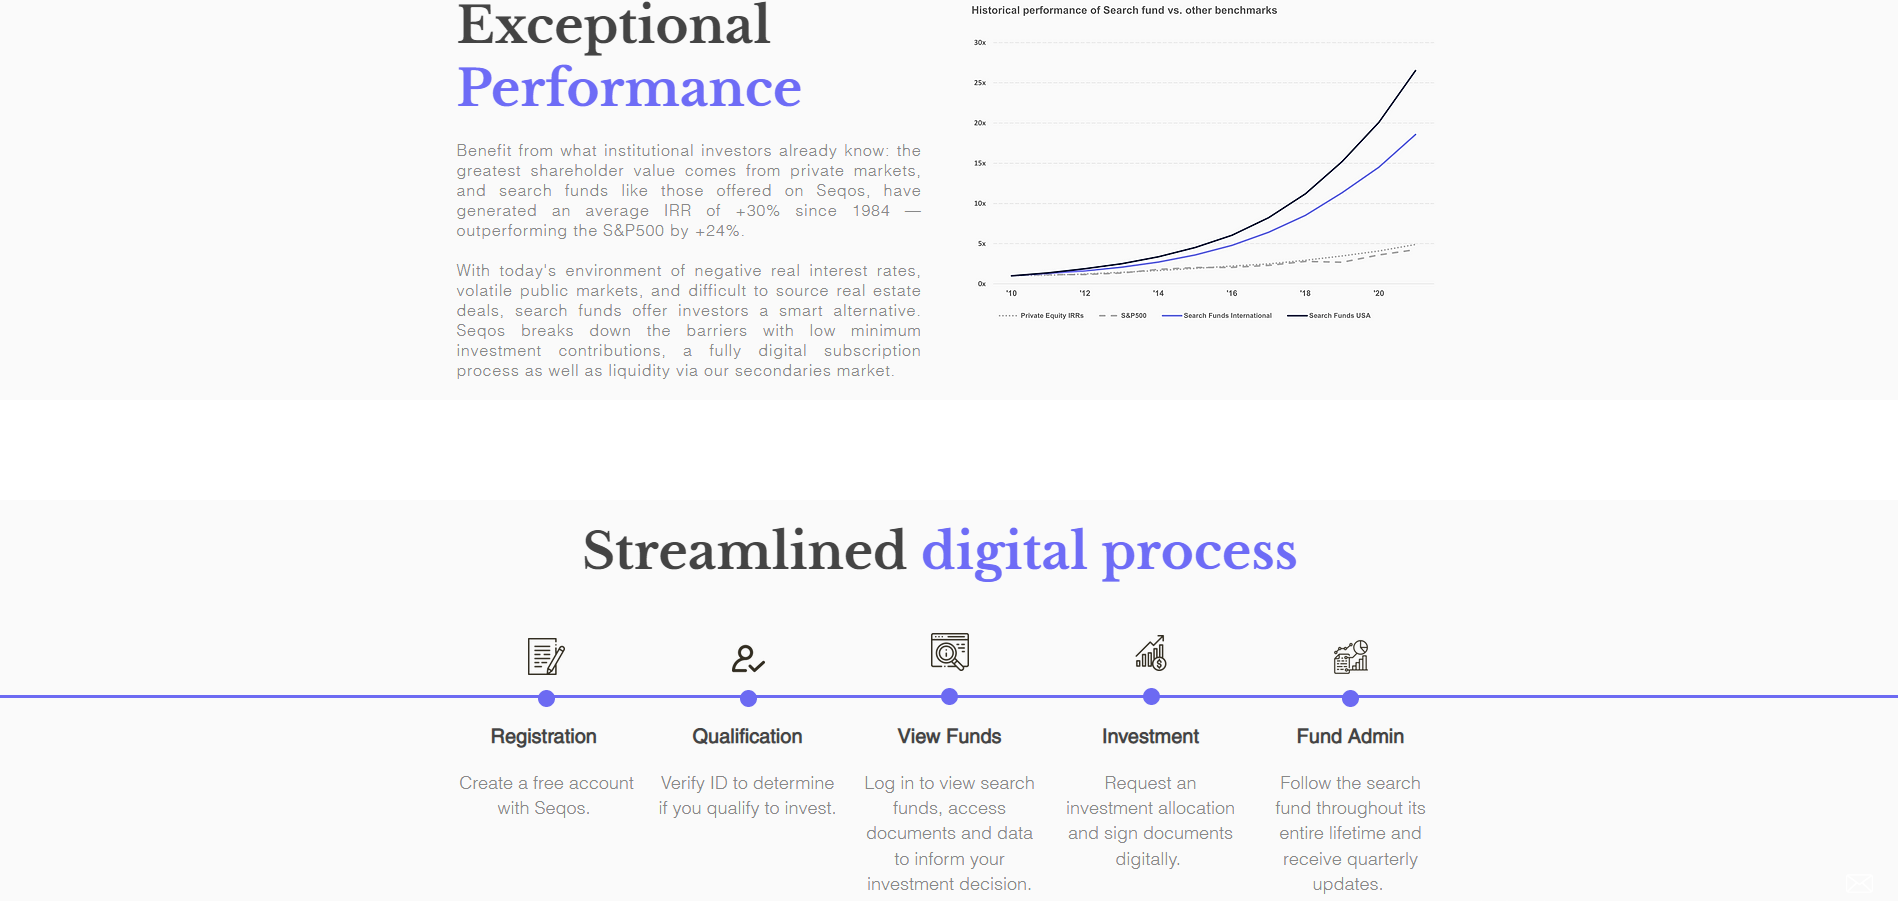 Exceptional
Performance
Benefit from what institutional investors already know: the
greatest shareholder value comes from private markets,
and search funds like those offered on Seqos, have
generated an average IRR of +30% since 1984 —
outperforming the S&P500 by +24%.
With today's environment of negative real interest rates,
volatile public markets, and difficult to source real estate
deals, search funds offer investors a smart alternative.
Seqos breaks down the barriers with low minimum
investment contributions, a fully digital subscription
process as well as liquidity via our secondaries market.
Historical performance of Search fund vs. other benchmarks
30x
25x
20x
15x
10x
5x
0x
'10 '12 '14 '16 '18 '20
Private Equity IRRs S&P500 Search Funds International Search Funds USA
Streamlined digital process
Registration
Create a free account
with Seqos.
Qualification
Verify ID to determine
if you qualify to invest.
View Funds
Log in to view search
funds, access
documents and data
to inform your
investment decision.
Investment
Request an
investment allocation
and sign documents
digitally.
Fund Admin
Follow the search
fund throughout its
entire lifetime and
receive quarterly
updates.